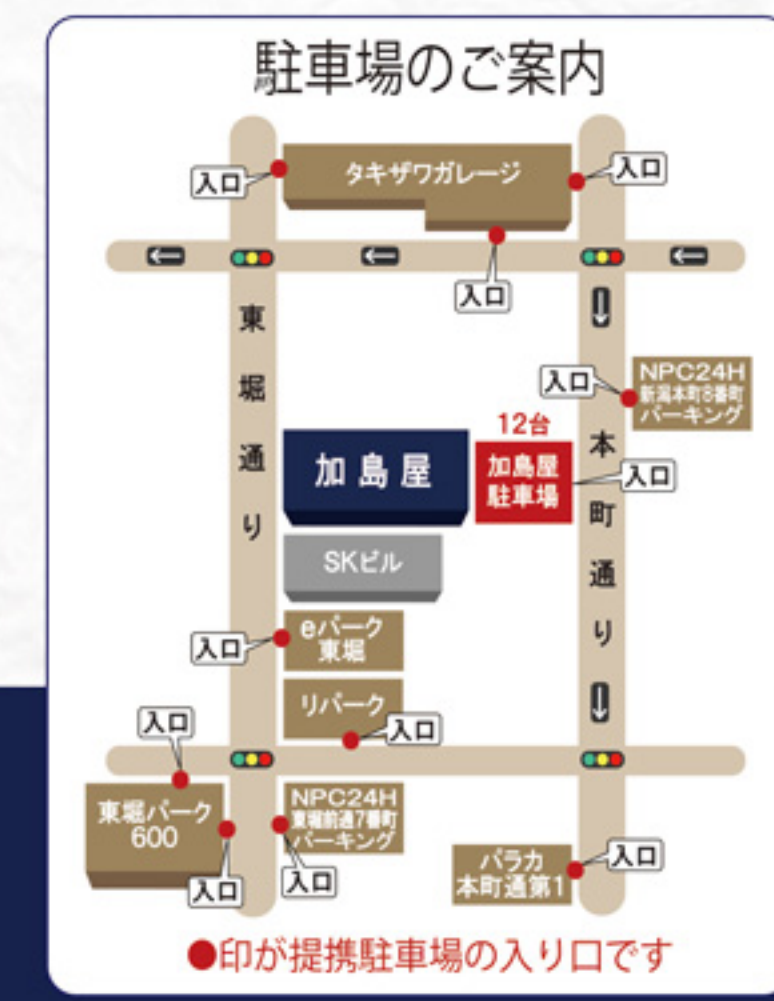 駐車場のご案内
タキザワガレージ
入口
入口
入口
東堀通り
本町通り
NPC24H
新潟本町8番町
パーキング
入口
12台
加島屋
加島屋
駐車場
入口
SKビル
eパーク
東堀
入口
リパーク
入口
入口
東堀パーク
600
入口
NPC24H
東堀前通7番町
パーキング
入口
パラカ
本町通第1
入口
●印が提携駐車場の入り口です